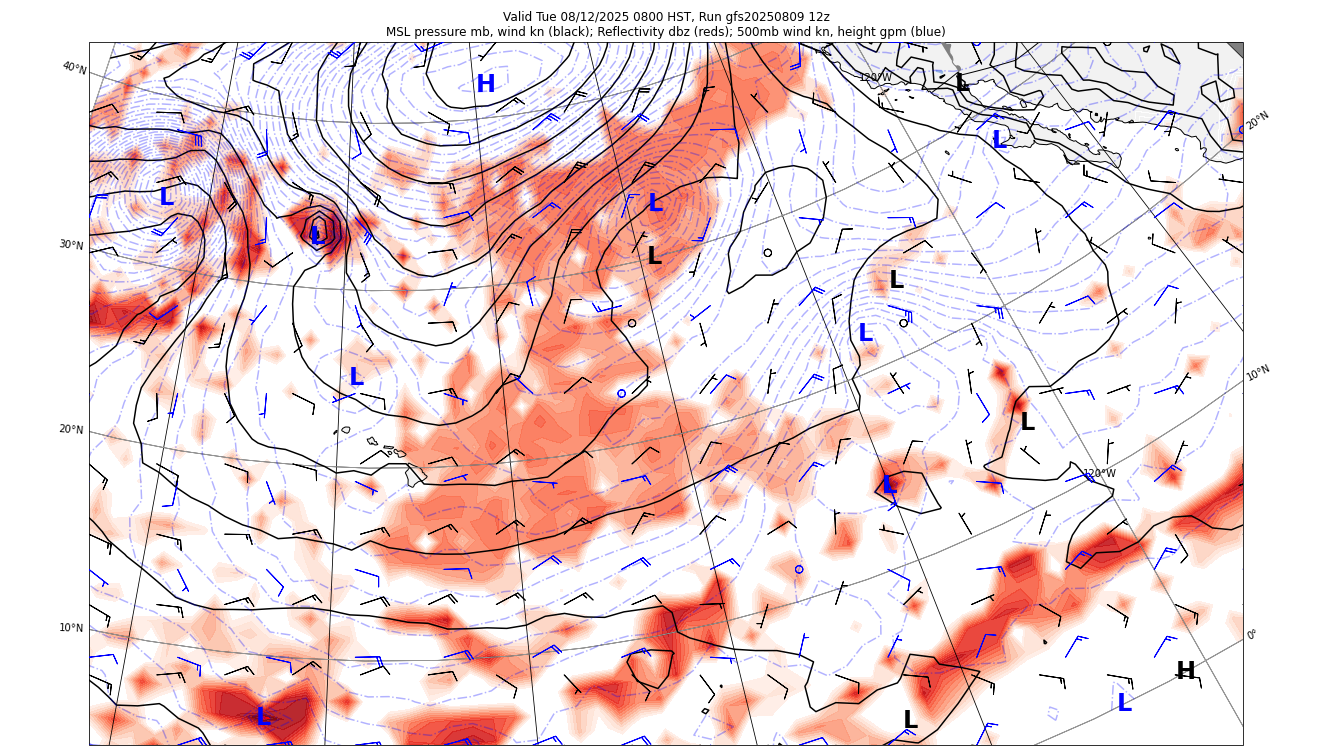 Valid Tue 08/12/2025 0800 HST, Run gfs20250809 12z
MSL pressure mb, wind kn (black); Reflectivity dbz (reds); 500mb wind kn, height gpm (blue)
40°N
H
120°W
L
20°N
L
L
L
L
30°N
L
L
L
10°N
L
20°N
L
120°W
L
10°N
0°
H
L
L
L